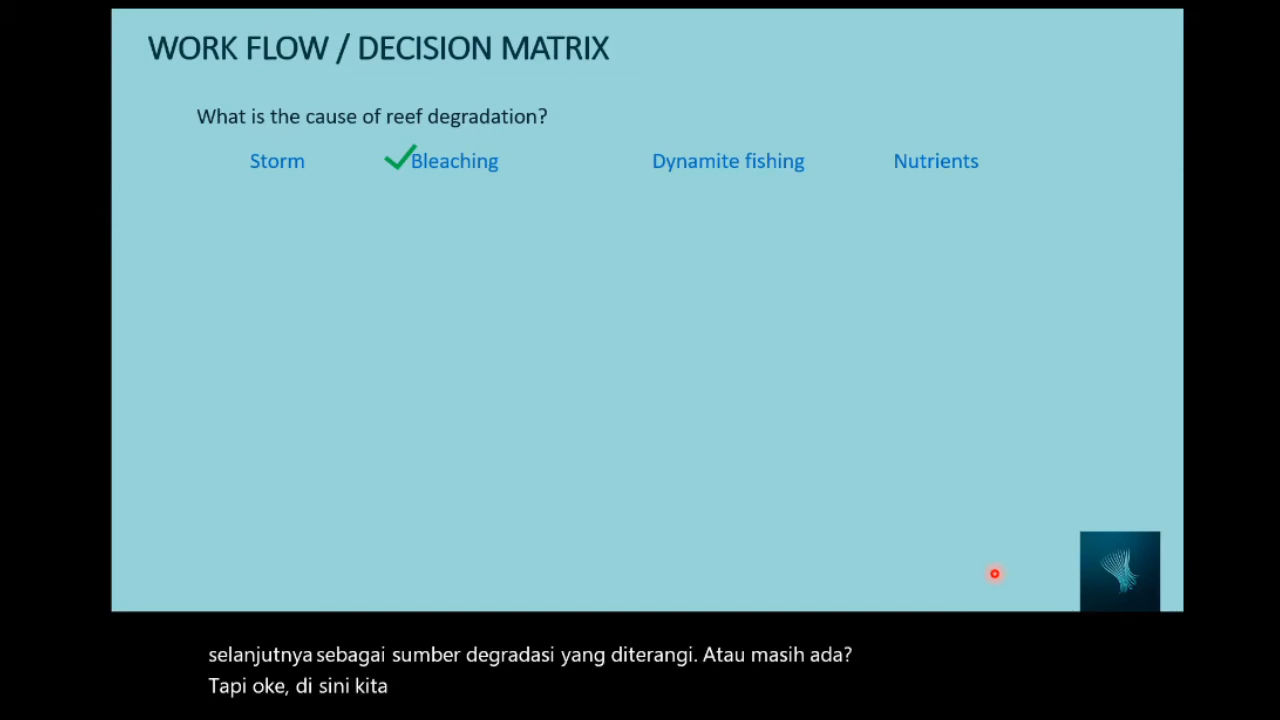 WORK FLOW / DECISION MATRIX
What is the cause of reef degradation?
Storm Bleaching Dynamite fishing Nutrients
selanjutnya sebagai sumber degradasi yang diterangi. Atau masih ada?
Tapi oke, di sini kita